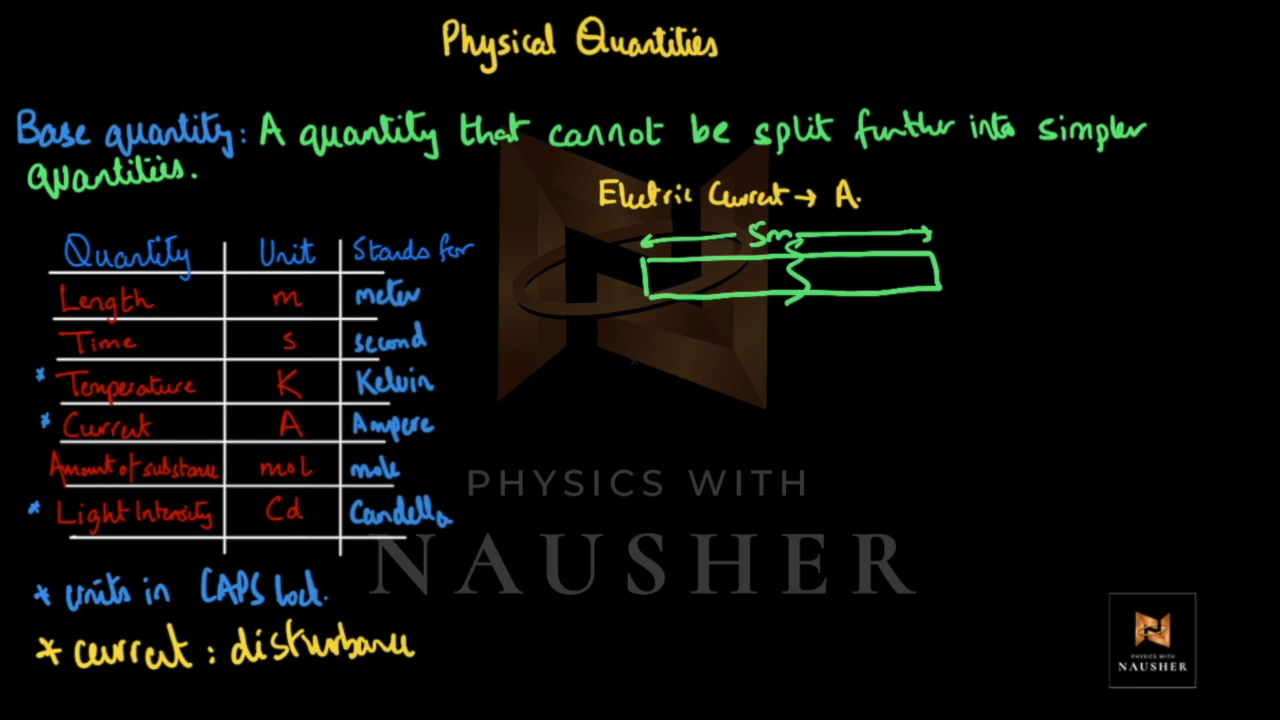 Physical Quantities
Base quantity: A quantity that cannot be split further into simpler
quantities.
Electric Current → A.
5m
Quantity Unit Stands for
Length m meter
Time s second
* Temperature K Kelvin
* Current A Ampere
Amount of substance mol mole
* Light Intensity Cd Candella
PHYSICS WITH
NAUSHER
* units in CAPS lock.
* current : disturbance
PHYSICS WITH
NAUSHER